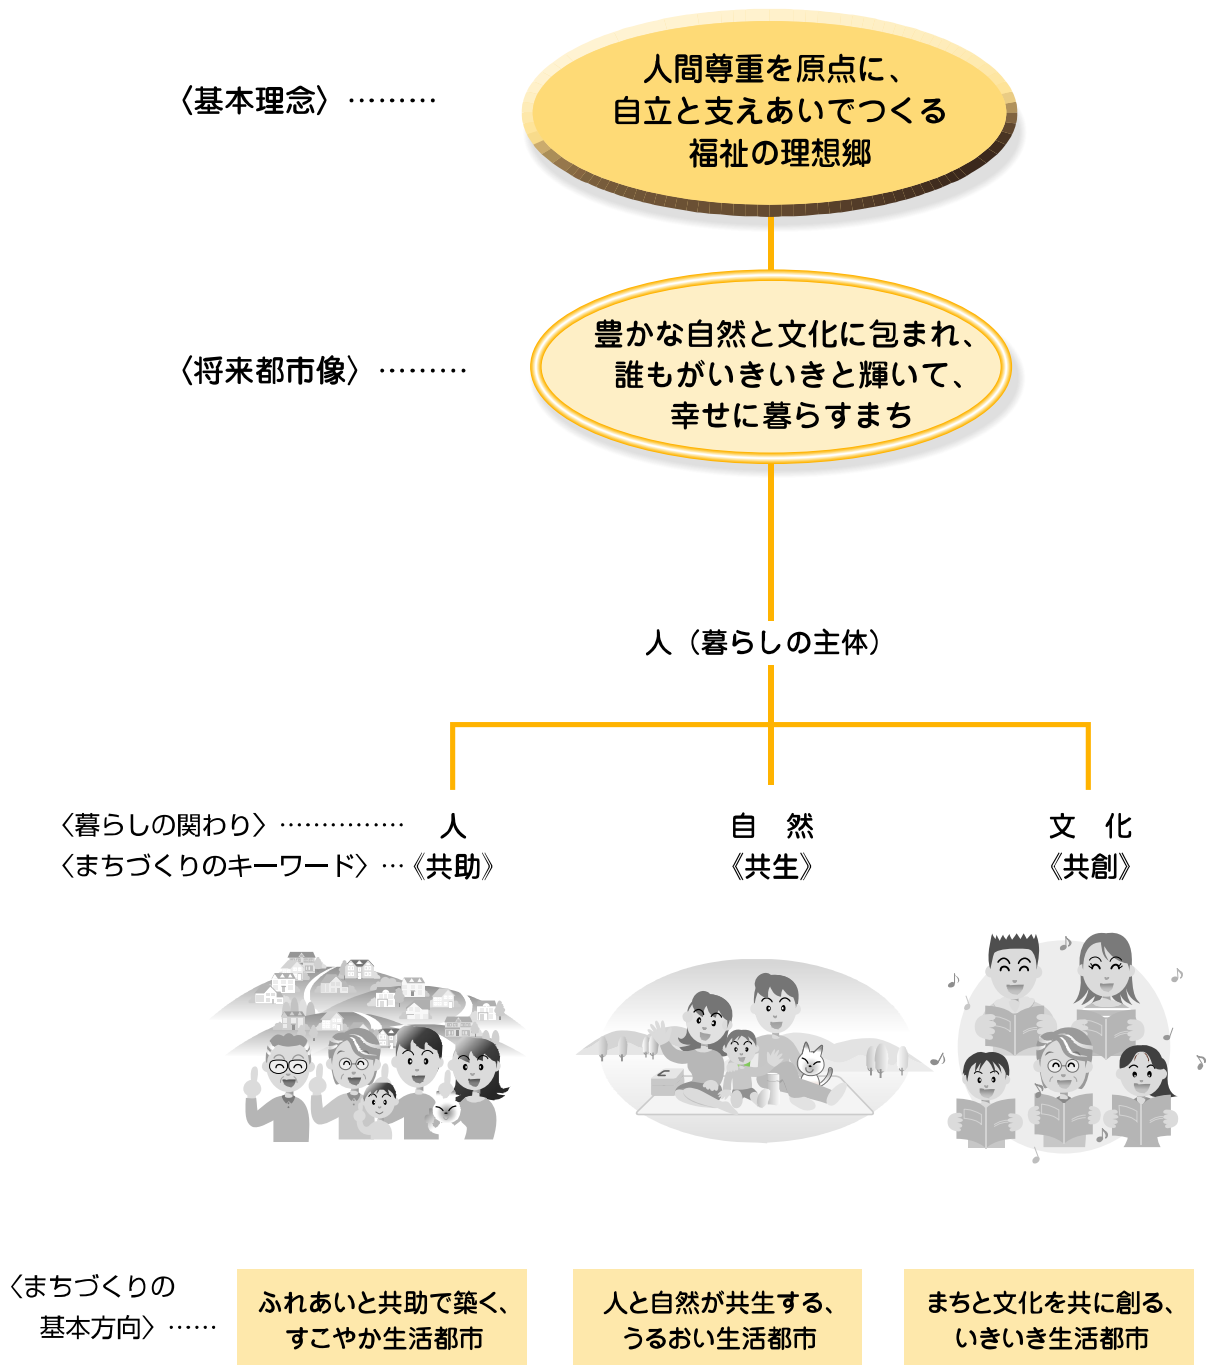 〈基本理念〉………
人間尊重を原点に、
自立と支えあいでつくる
福祉の理想郷
〈将来都市像〉………
豊かな自然と文化に包まれ、
誰もがいきいきと輝いて、
幸せに暮らすまち
人（暮らしの主体）
〈暮らしの関わり〉…………… 人 自　然 文　化
〈まちづくりのキーワード〉…《共助》 《共生》 《共創》
〈まちづくりの
基本方向〉……
ふれあいと共助で築く、
すこやか生活都市
人と自然が共生する、
うるおい生活都市
まちと文化を共に創る、
いきいき生活都市